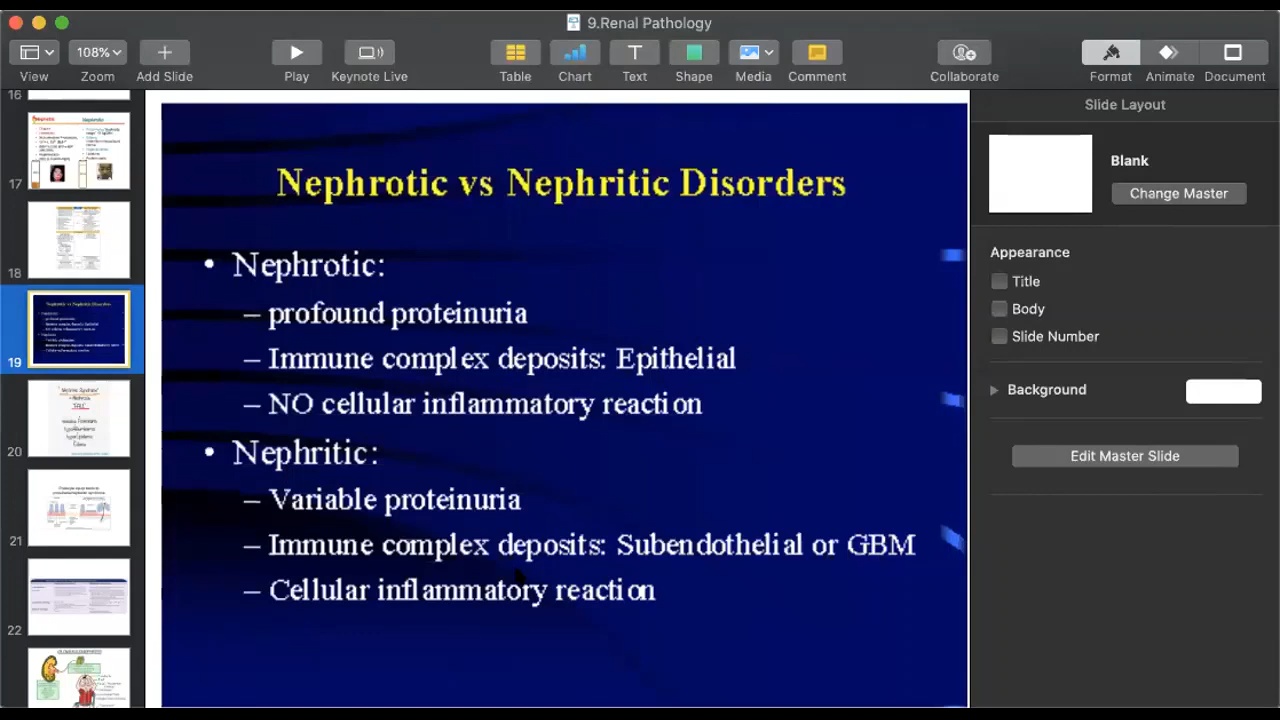 9.Renal Pathology
108%
View
Zoom
Add Slide
Play
Keynote Live
Table
Chart
Text
Shape
Media
Comment
Collaborate
Format
Animate
Document
16
17
18
19
20
21
22
Nephrotic vs Nephritic Disorders
• Nephrotic:
– profound proteinuria
– Immune complex deposits: Epithelial
– NO cellular inflammatory reaction
• Nephritic:
– Variable proteinuria
– Immune complex deposits: Subendothelial or GBM
– Cellular inflammatory reaction
Slide Layout
Blank
Change Master
Appearance
Title
Body
Slide Number
Background
Edit Master Slide